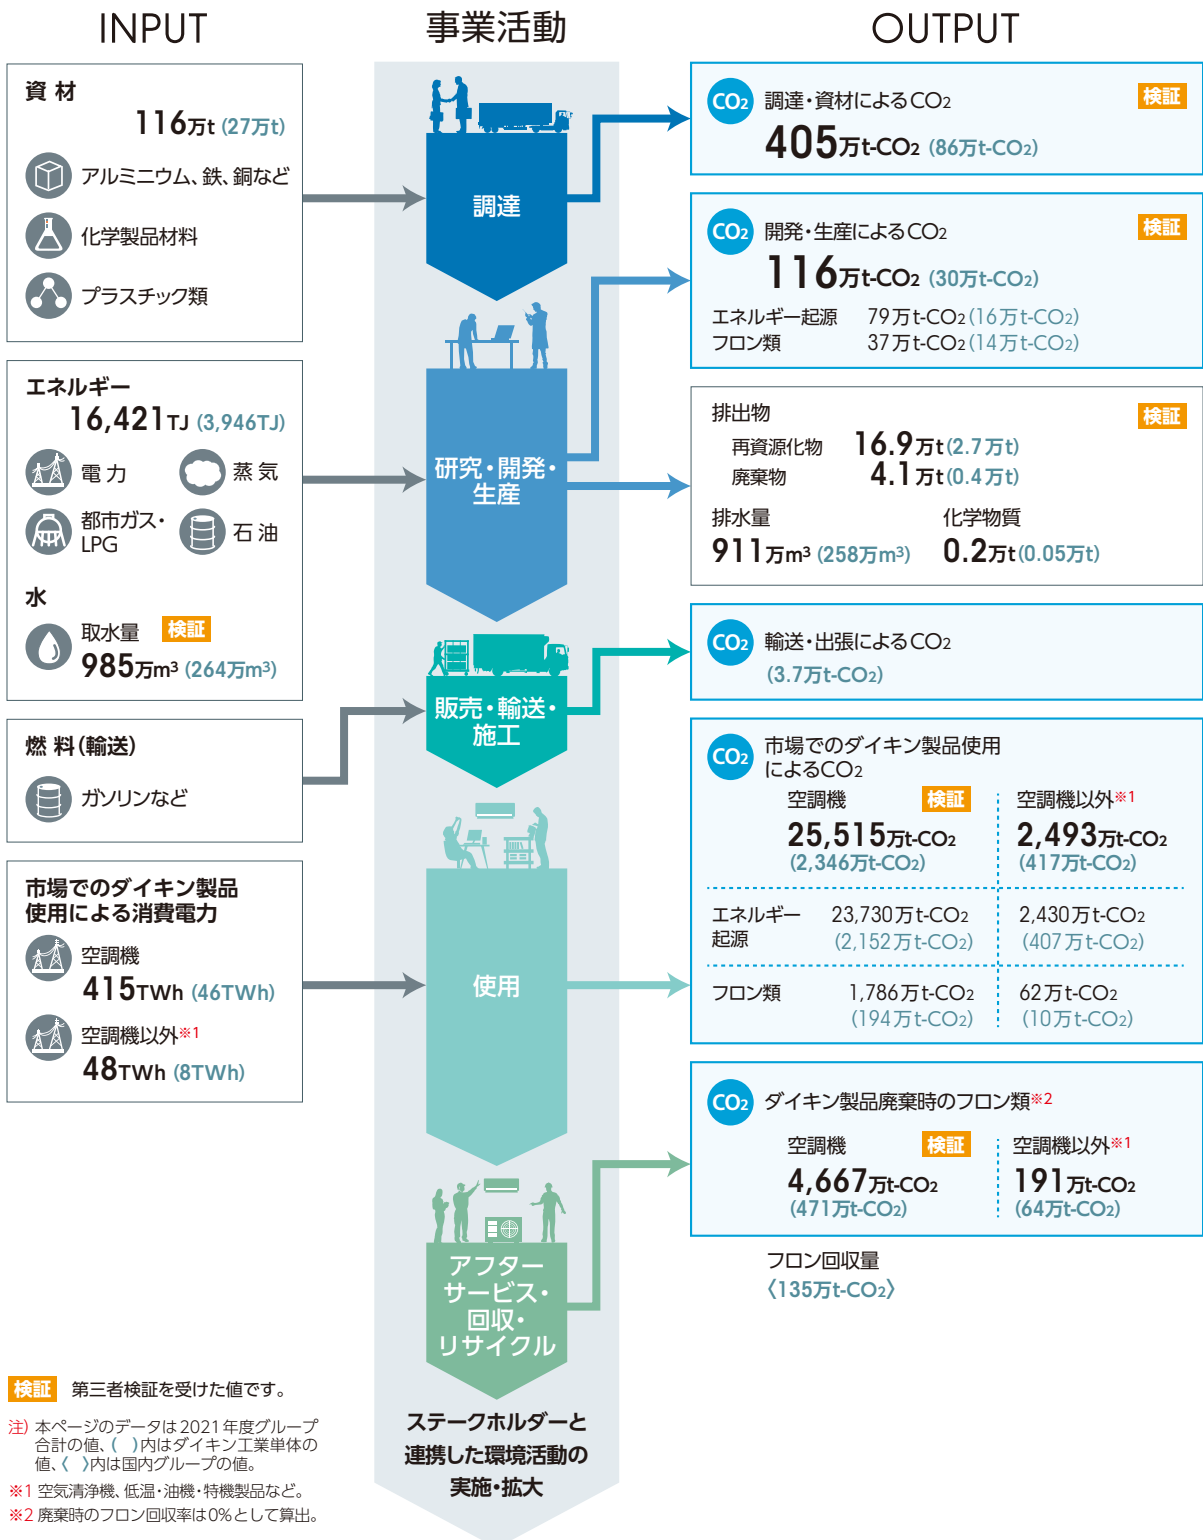 INPUT
資材
116万t (27万t)
アルミニウム、鉄、銅など
化学製品材料
プラスチック類
エネルギー
16,421TJ (3,946TJ)
電力
蒸気
都市ガス・
LPG
石油
水
取水量 検証
985万m³ (264万m³)
燃料(輸送)
ガソリンなど
市場でのダイキン製品
使用による消費電力
空調機
415TWh (46TWh)
空調機以外※1
48TWh (8TWh)
事業活動
調達
研究・開発・
生産
販売・輸送・
施工
使用
アフター
サービス・
回収・
リサイクル
ステークホルダーと
連携した環境活動の
実施・拡大
OUTPUT
CO2 調達・資材によるCO2 検証
405万t-CO2 (86万t-CO2)
CO2 開発・生産によるCO2 検証
116万t-CO2 (30万t-CO2)
エネルギー起源 79万t-CO2 (16万t-CO2)
フロン類 37万t-CO2 (14万t-CO2)
排出物 検証
再資源化物 16.9万t (2.7万t)
廃棄物 4.1万t (0.4万t)
排水量 化学物質
911万m³ (258万m³) 0.2万t (0.05万t)
CO2 輸送・出張によるCO2
(3.7万t-CO2)
CO2 市場でのダイキン製品使用
によるCO2
空調機 検証 空調機以外※1
25,515万t-CO2 2,493万t-CO2
(2,346万t-CO2) (417万t-CO2)
エネルギー 23,730万t-CO2 2,430万t-CO2
起源 (2,152万t-CO2) (407万t-CO2)
フロン類 1,786万t-CO2 62万t-CO2
(194万t-CO2) (10万t-CO2)
CO2 ダイキン製品廃棄時のフロン類※2
空調機 検証 空調機以外※1
4,667万t-CO2 191万t-CO2
(471万t-CO2) (64万t-CO2)
フロン回収量
〈135万t-CO2〉
検証 第三者検証を受けた値です。
注) 本ページのデータは2021年度グループ
合計の値、( )内はダイキン工業単体の
値、〈 〉内は国内グループの値。
※1 空気清浄機、低温・油機・特機製品など。
※2 廃棄時のフロン回収率は0%として算出。